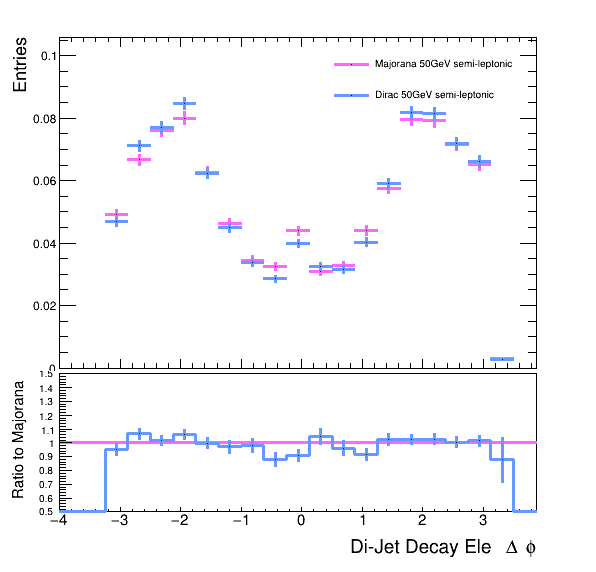 Entries
0.1
0.08
0.06
0.04
0.02
0
Majorana 50GeV semi-leptonic
Dirac 50GeV semi-leptonic
Ratio to Majorana
1.5
1.4
1.3
1.2
1.1
1
0.9
0.8
0.7
0.6
0.5
−4 −3 −2 −1 0 1 2 3
Di-Jet Decay Ele Δ ϕ